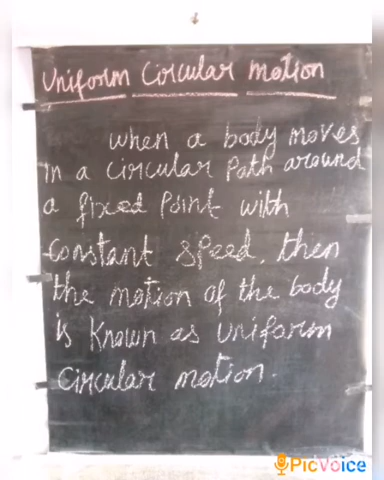 Uniform Circular motion
when a body moves
in a circular Path around
a fixed Point with
constant speed, then
the motion of the body
is Known as Uniform
Circular motion.
PicVoice